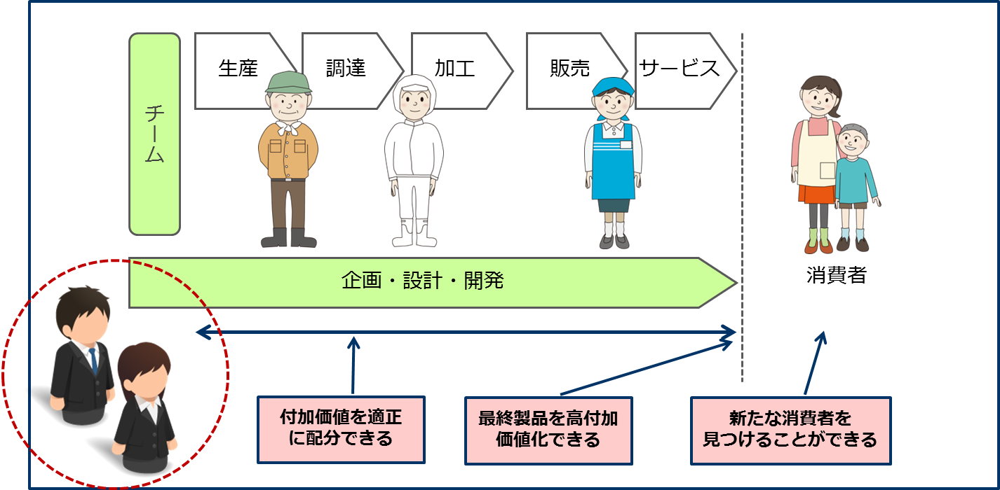 チーム
生産
調達
加工
販売
サービス
企画・設計・開発
消費者
付加価値を適正
に配分できる
最終製品を高付加
価値化できる
新たな消費者を
見つけることができる